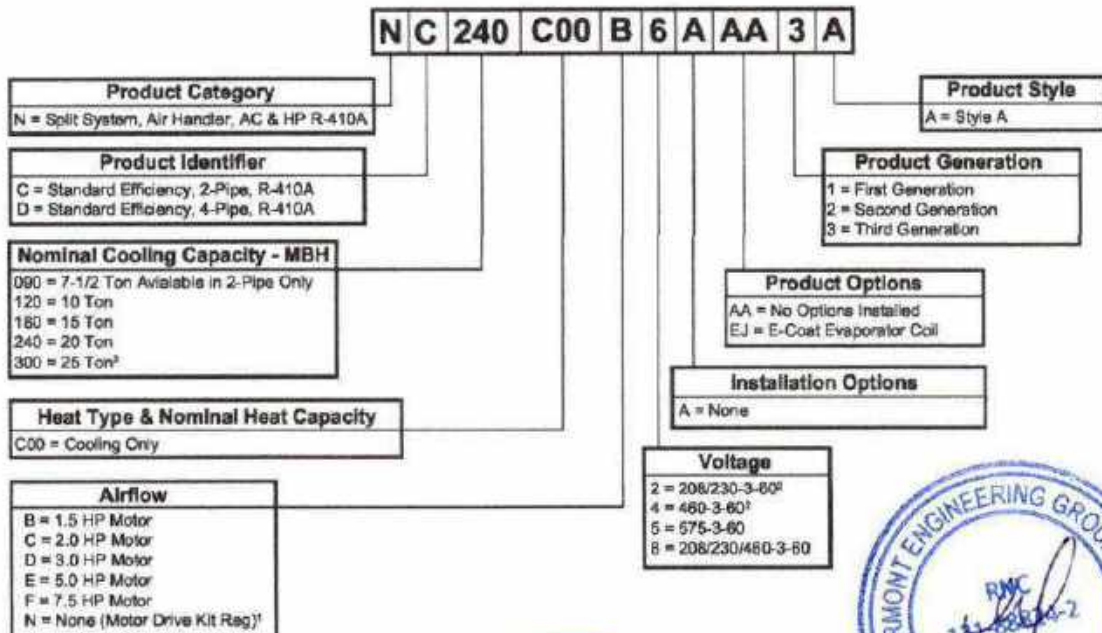 N C 240 C00 B 6 A AA 3 A
Product Category
N = Split System, Air Handler, AC & HP R-410A
Product Identifier
C = Standard Efficiency, 2-Pipe, R-410A
D = Standard Efficiency, 4-Pipe, R-410A
Nominal Cooling Capacity - MBH
090 = 7-1/2 Ton Avialable in 2-Pipe Only
120 = 10 Ton
180 = 15 Ton
240 = 20 Ton
300 = 25 Ton²
Heat Type & Nominal Heat Capacity
C00 = Cooling Only
Airflow
B = 1.5 HP Motor
C = 2.0 HP Motor
D = 3.0 HP Motor
E = 5.0 HP Motor
F = 7.5 HP Motor
N = None (Motor Drive Kit Req)¹
Product Style
A = Style A
Product Generation
1 = First Generation
2 = Second Generation
3 = Third Generation
Product Options
AA = No Options Installed
EJ = E-Coat Evaporator Coil
Installation Options
A = None
Voltage
2 = 208/230-3-60²
4 = 460-3-60²
5 = 575-3-60
6 = 208/230/460-3-60
RMONT ENGINEERING GROU